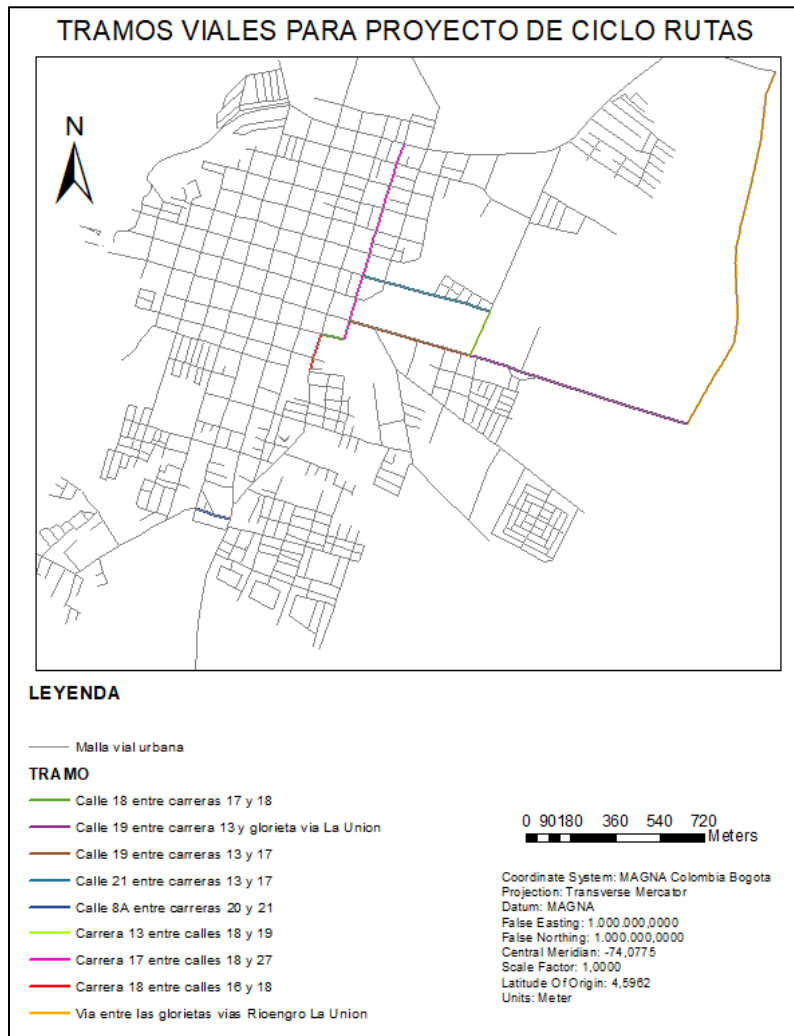 TRAMOS VIALES PARA PROYECTO DE CICLO RUTAS
N
LEYENDA
Malla vial urbana
TRAMO
Calle 18 entre carreras 17 y 18
Calle 19 entre carrera 13 y glorieta via La Union
Calle 19 entre carreras 13 y 17
Calle 21 entre carreras 13 y 17
Calle 8A entre carreras 20 y 21
Carrera 13 entre calles 18 y 19
Carrera 17 entre calles 18 y 27
Carrera 18 entre calles 16 y 18
Via entre las glorietas vias Rioengro La Union
0 90180 360 540 720
Meters
Coordinate System: MAGNA Colombia Bogota
Projection: Transverse Mercator
Datum: MAGNA
False Easting: 1.000.000,0000
False Northing: 1.000.000,0000
Central Meridian: -74,0775
Scale Factor: 1,0000
Latitude Of Origin: 4,5962
Units: Meter